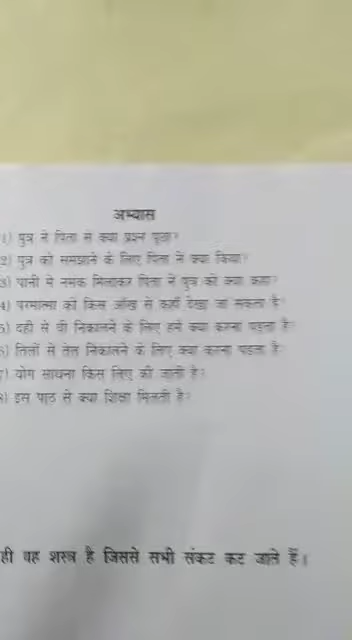 अभ्यास
1) पुत्र ने पिता से क्या प्रश्न पूछा?
2) पुत्र को समझाने के लिए पिता ने क्या किया?
3) पानी मे नमक मिलाकर पिता ने पुत्र को क्या कहा?
4) परमात्मा को किस आँख से कहाँ देखा जा सकता है?
5) दही से घी निकालने के लिए हमें क्या करना पड़ता है?
6) तिलों से तेल निकालने के लिए क्या करना पड़ता है?
7) योग साधना किस लिए की जाती है?
8) इस पाठ से क्या शिक्षा मिलती है?
ही वह शस्त्र है जिससे सभी संकट कट जाते हैं।